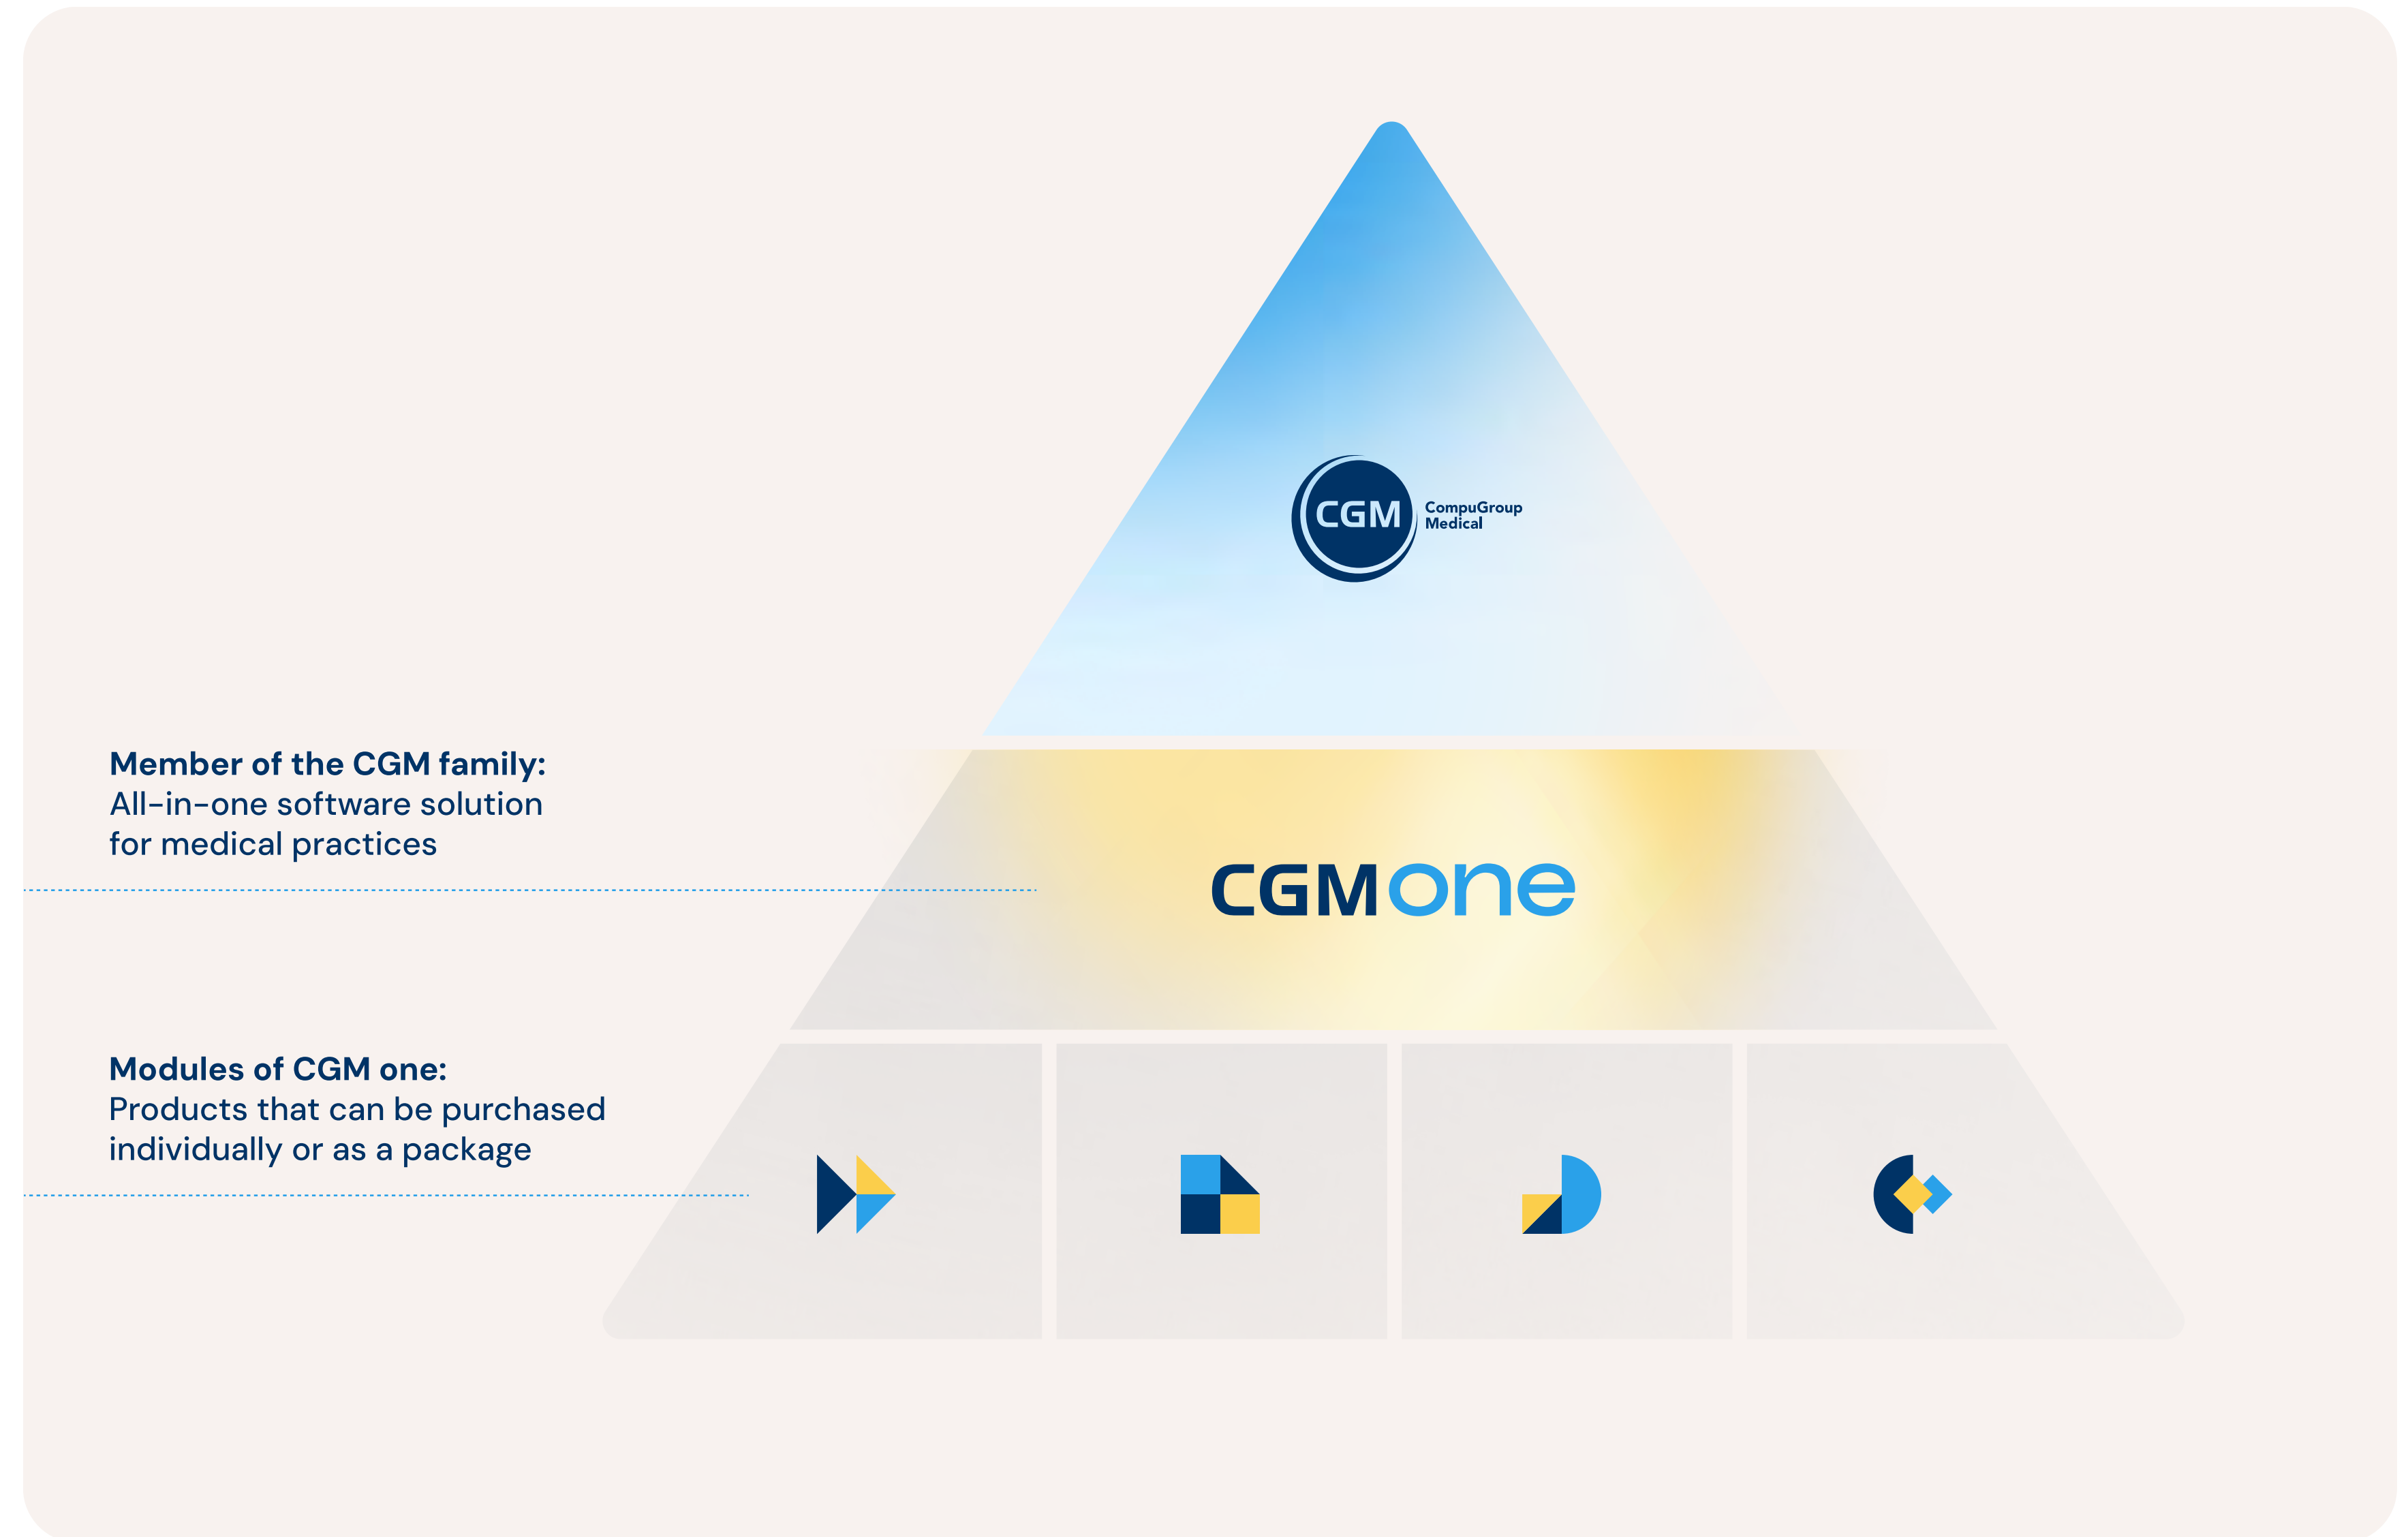 CGM
CompuGroup
Medical
Member of the CGM family:
All-in-one software solution
for medical practices
CGMone
Modules of CGM one:
Products that can be purchased
individually or as a package